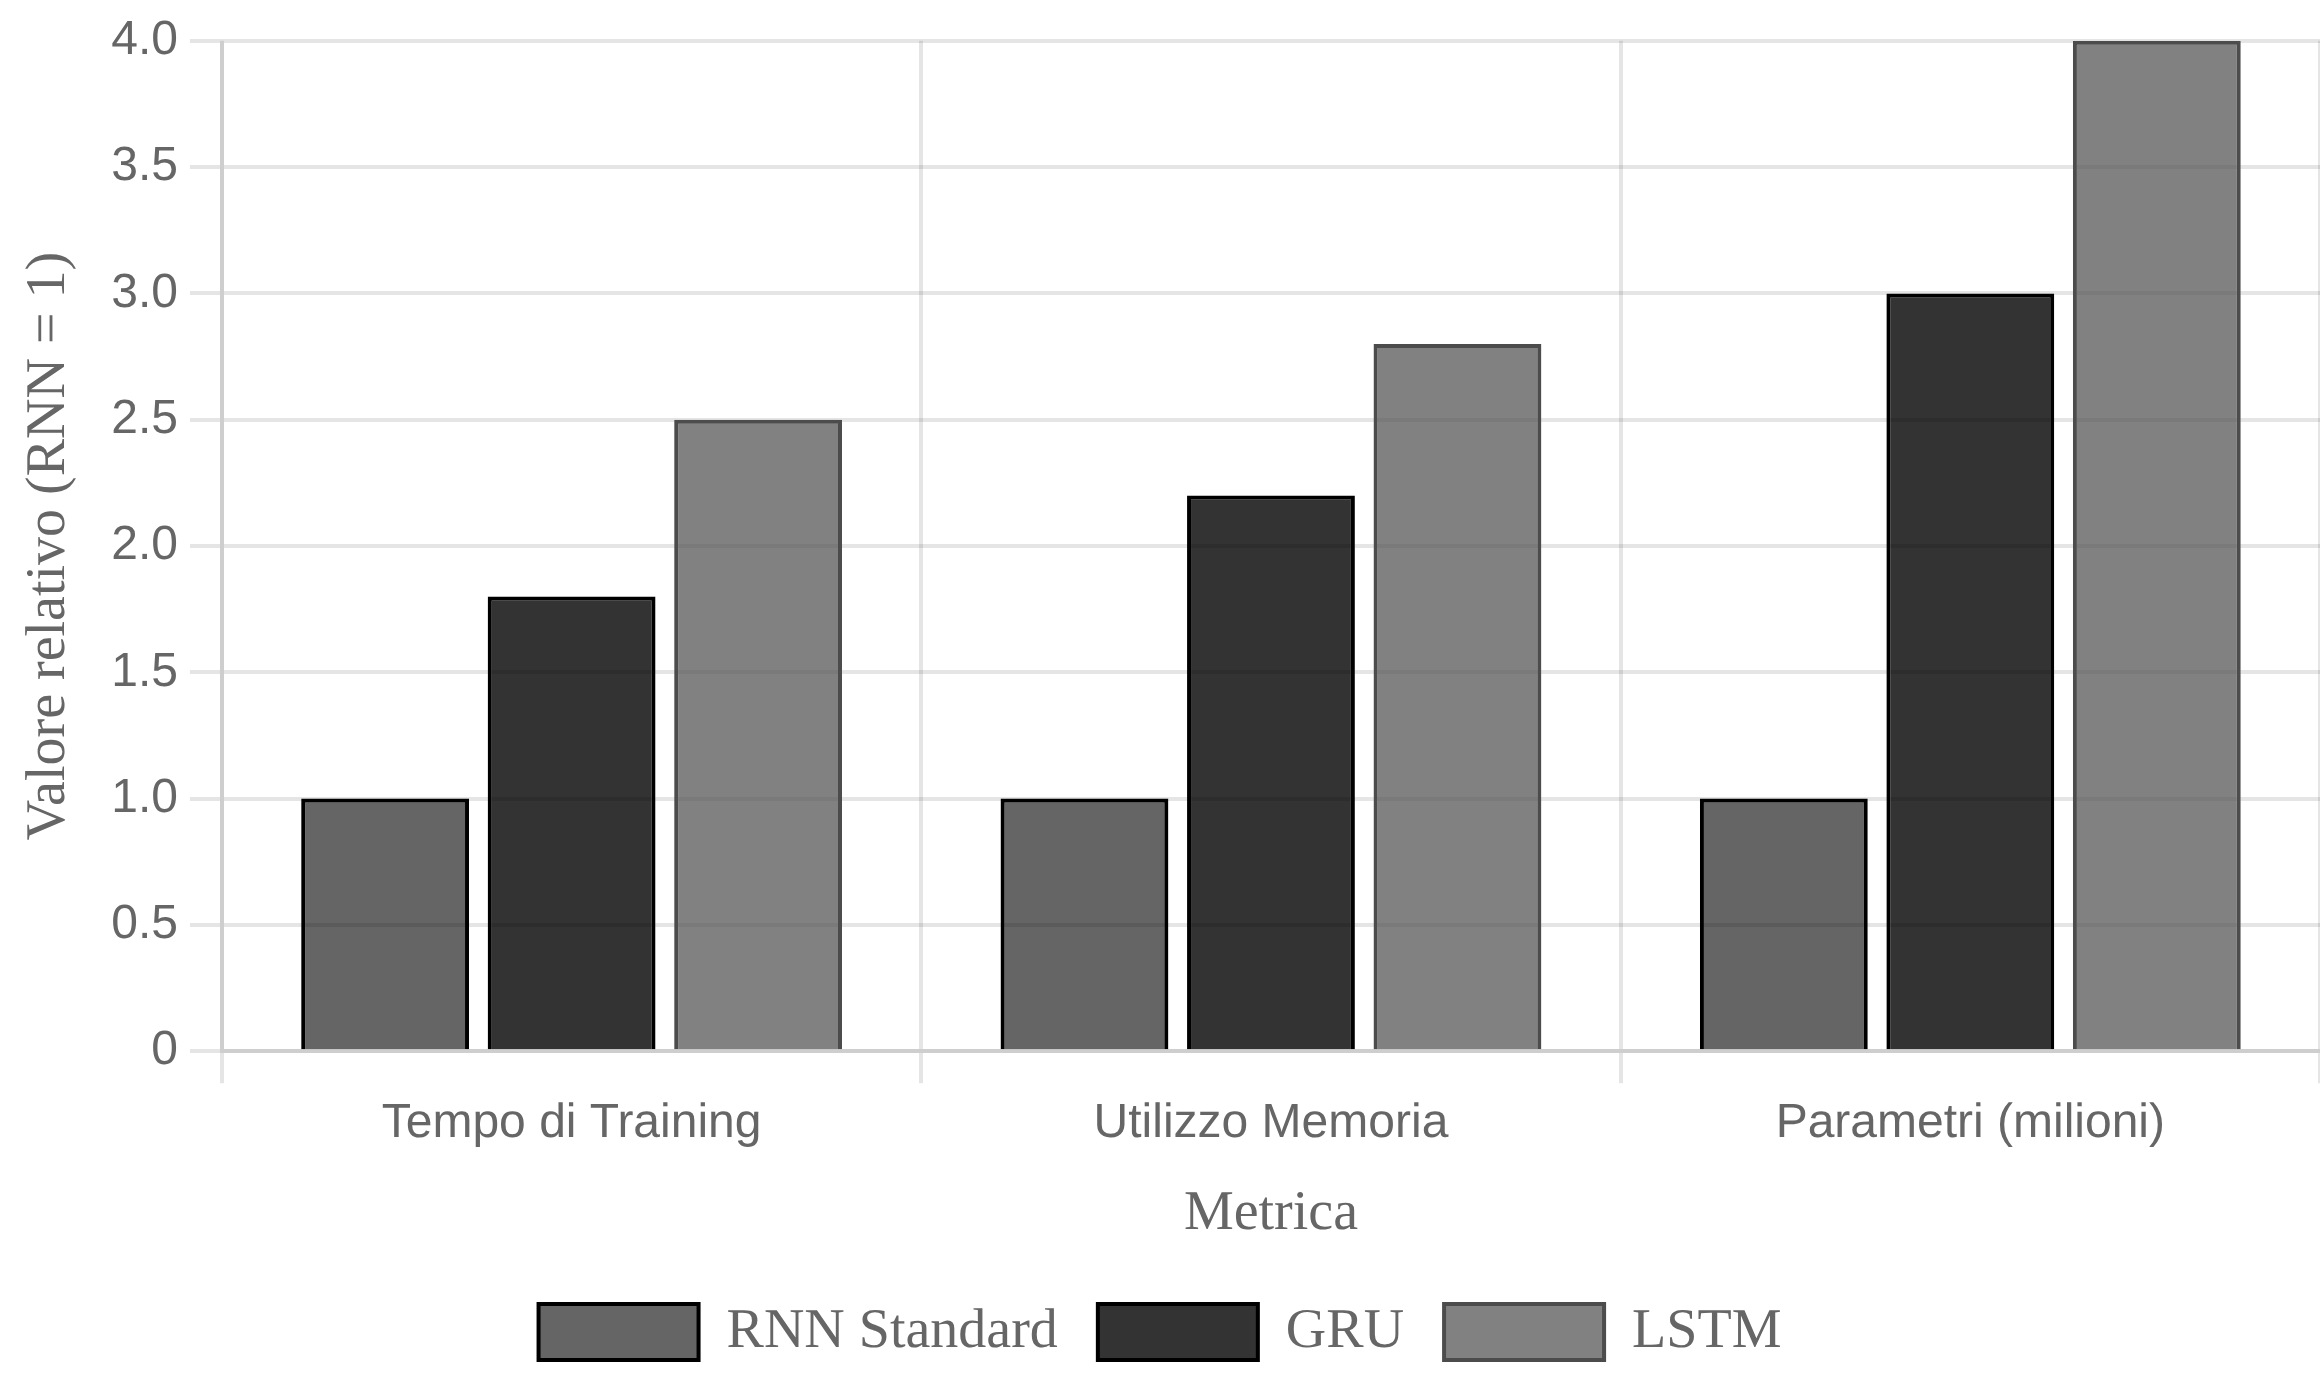 4.0
3.5
3.0
2.5
2.0
1.5
1.0
0.5
0
Valore relativo (RNN = 1)
Tempo di Training
Utilizzo Memoria
Parametri (milioni)
Metrica
RNN Standard
GRU
LSTM